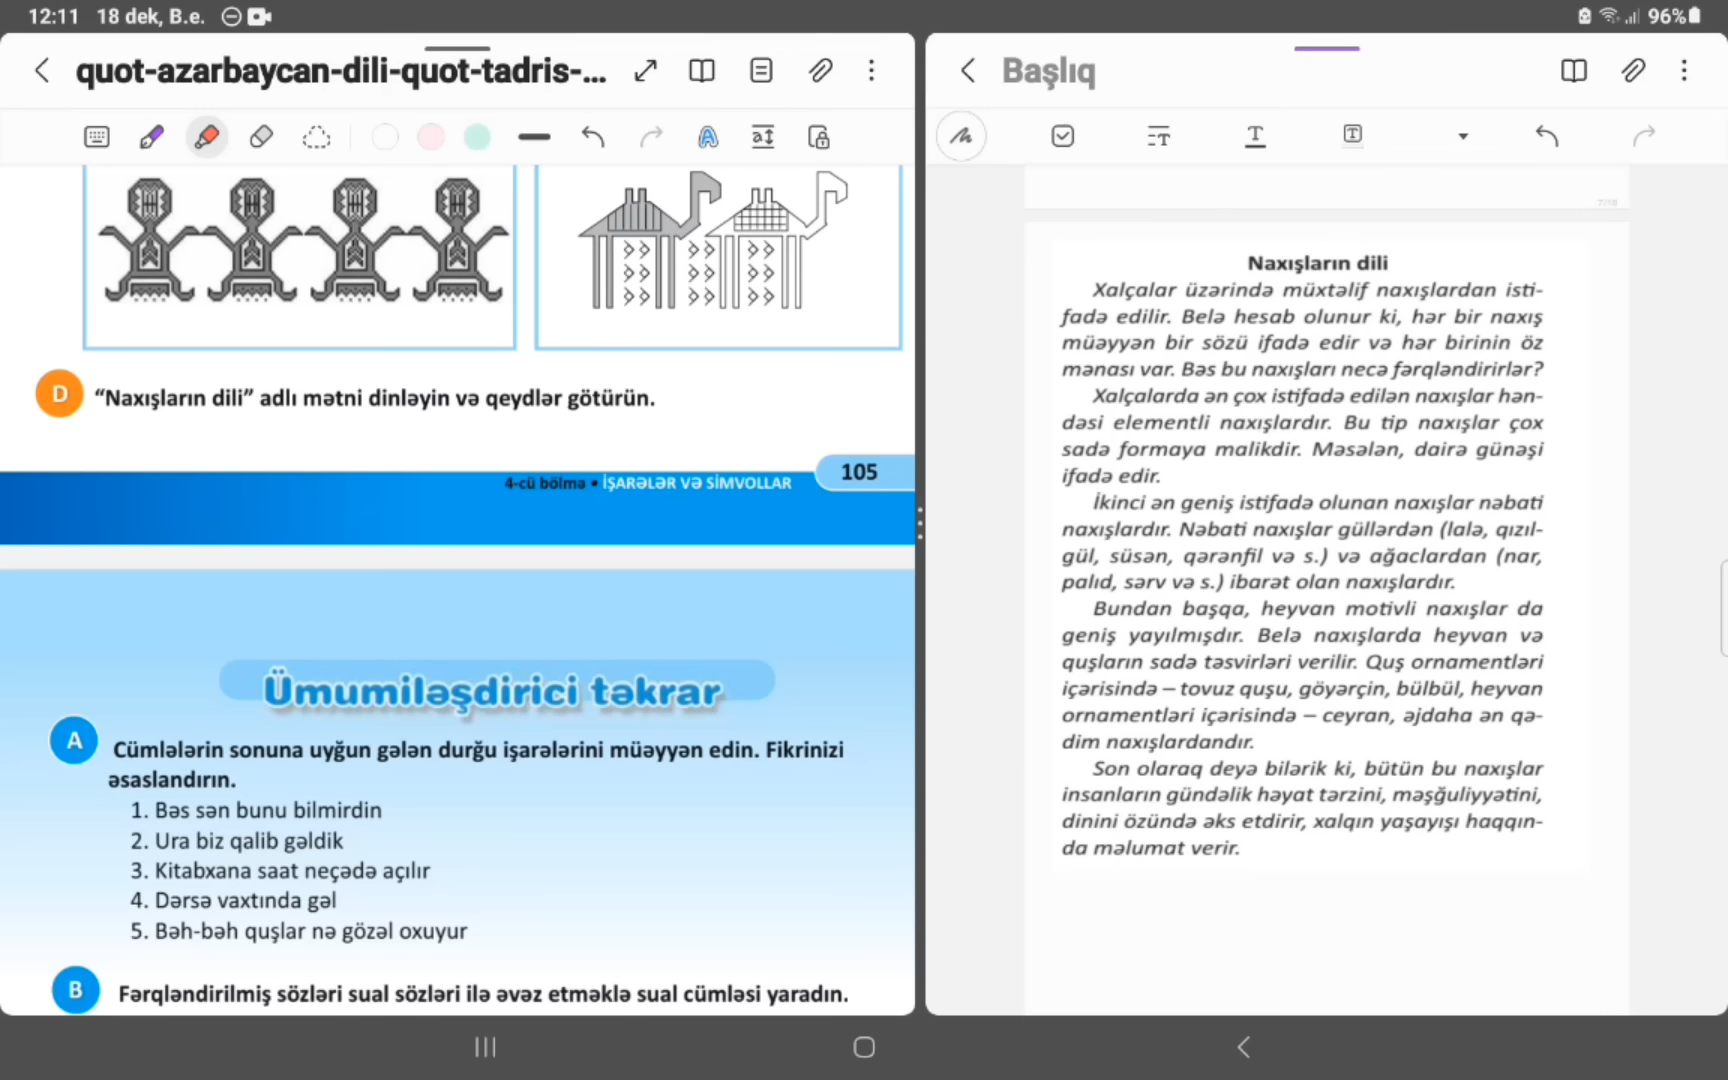 12:11 18 dek, B.e.
96%
quot-azarbaycan-dili-quot-tadris-...
D
“Naxışların dili” adlı mətni dinləyin və qeydlər götürün.
4-cü bölmə • İŞARƏLƏR VƏ SİMVOLLAR
105
Ümumiləşdirici təkrar
A
Cümlələrin sonuna uyğun gələn durğu işarələrini müəyyən edin. Fikrinizi
əsaslandırın.
1. Bəs sən bunu bilmirdin
2. Ura biz qalib gəldik
3. Kitabxana saat neçədə açılır
4. Dərsə vaxtında gəl
5. Bəh-bəh quşlar nə gözəl oxuyur
B
Fərqləndirilmiş sözləri sual sözləri ilə əvəz etməklə sual cümləsi yaradın.
Başlıq
Naxışların dili
Xalçalar üzərində müxtəlif naxışlardan isti-
fadə edilir. Belə hesab olunur ki, hər bir naxış
müəyyən bir sözü ifadə edir və hər birinin öz
mənası var. Bəs bu naxışları necə fərqləndirirlər?
Xalçalarda ən çox istifadə edilən naxışlar hən-
dəsi elementli naxışlardır. Bu tip naxışlar çox
sadə formaya malikdir. Məsələn, dairə günəşi
ifadə edir.
İkinci ən geniş istifadə olunan naxışlar nəbati
naxışlardır. Nəbati naxışlar güllərdən (lalə, qızıl-
gül, süsən, qərənfil və s.) və ağaclardan (nar,
palıd, sərv və s.) ibarət olan naxışlardır.
Bundan başqa, heyvan motivli naxışlar da
geniş yayılmışdır. Belə naxışlarda heyvan və
quşların sadə təsvirləri verilir. Quş ornamentləri
içərisində – tovuz quşu, göyərçin, bülbül, heyvan
ornamentləri içərisində – ceyran, əjdaha ən qə-
dim naxışlardandır.
Son olaraq deyə bilərik ki, bütün bu naxışlar
insanların gündəlik həyat tərzini, məşğuliyyətini,
dinini özündə əks etdirir, xalqın yaşayışı haqqın-
da məlumat verir.